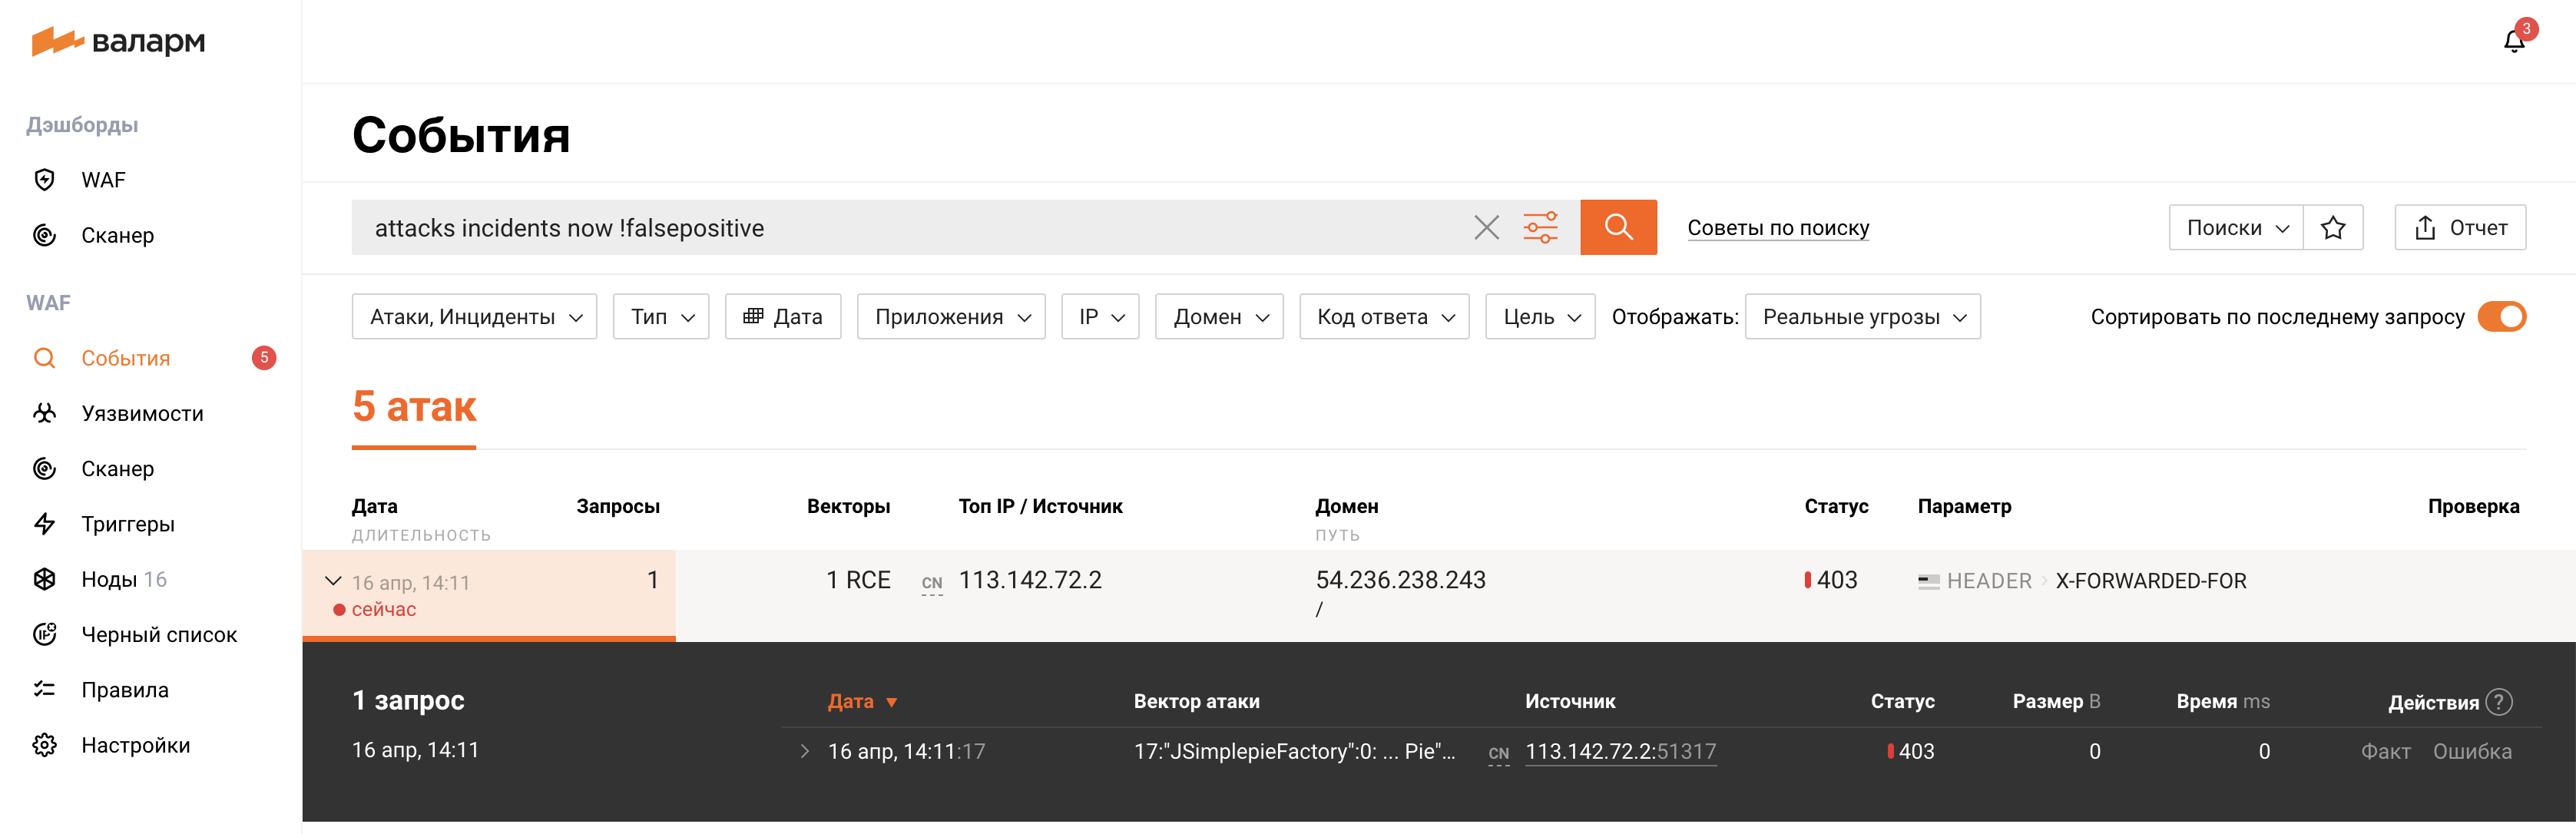 валарм
3
Дэшборды
WAF
Сканер
WAF
События 5
Уязвимости
Сканер
Триггеры
Ноды 16
Черный список
Правила
Настройки
События
attacks incidents now !falsepositive
Советы по поиску
Поиски
Отчет
Атаки, Инциденты
Тип
Дата
Приложения
IP
Домен
Код ответа
Цель
Отображать:
Реальные угрозы
Сортировать по последнему запросу
5 атак
Дата Запросы Векторы Топ IP / Источник Домен Статус Параметр Проверка
ДЛИТЕЛЬНОСТЬ ПУТЬ
16 апр, 14:11 1 1 RCE CN 113.142.72.2 54.236.238.243 403 HEADER X-FORWARDED-FOR
сейчас /
1 запрос Дата Вектор атаки Источник Статус Размер B Время ms Действия ?
16 апр, 14:11 16 апр, 14:11:17 17:"JSimplepieFactory":0: ... Pie"... CN 113.142.72.2:51317 403 0 0 Факт Ошибка